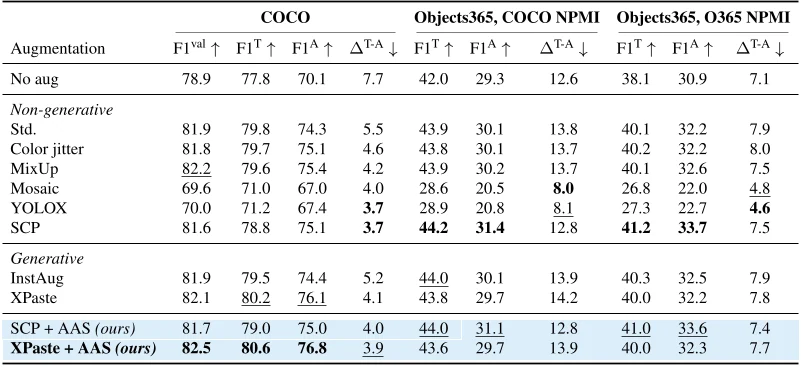 COCO Objects365, COCO NPMI Objects365, O365 NPMI
Augmentation F1^val ↑ F1^T ↑ F1^A ↑ Δ^T-A ↓ F1^T ↑ F1^A ↑ Δ^T-A ↓ F1^T ↑ F1^A ↑ Δ^T-A ↓
No aug 78.9 77.8 70.1 7.7 42.0 29.3 12.6 38.1 30.9 7.1
Non-generative
Std. 81.9 79.8 74.3 5.5 43.9 30.1 13.8 40.1 32.2 7.9
Color jitter 81.8 79.7 75.1 4.6 43.8 30.1 13.7 40.2 32.2 8.0
MixUp 82.2 79.6 75.4 4.2 43.9 30.2 13.7 40.1 32.6 7.5
Mosaic 69.6 71.0 67.0 4.0 28.6 20.5 8.0 26.8 22.0 4.8
YOLOX 70.0 71.2 67.4 3.7 28.9 20.8 8.1 27.3 22.7 4.6
SCP 81.6 78.8 75.1 3.7 44.2 31.4 12.8 41.2 33.7 7.5
Generative
InstAug 81.9 79.5 74.4 5.2 44.0 30.1 13.9 40.3 32.5 7.9
XPaste 82.1 80.2 76.1 4.1 43.8 29.7 14.2 40.0 32.2 7.8
SCP + AAS (ours) 81.7 79.0 75.0 4.0 44.0 31.1 12.8 41.0 33.6 7.4
XPaste + AAS (ours) 82.5 80.6 76.8 3.9 43.6 29.7 13.9 40.0 32.3 7.7